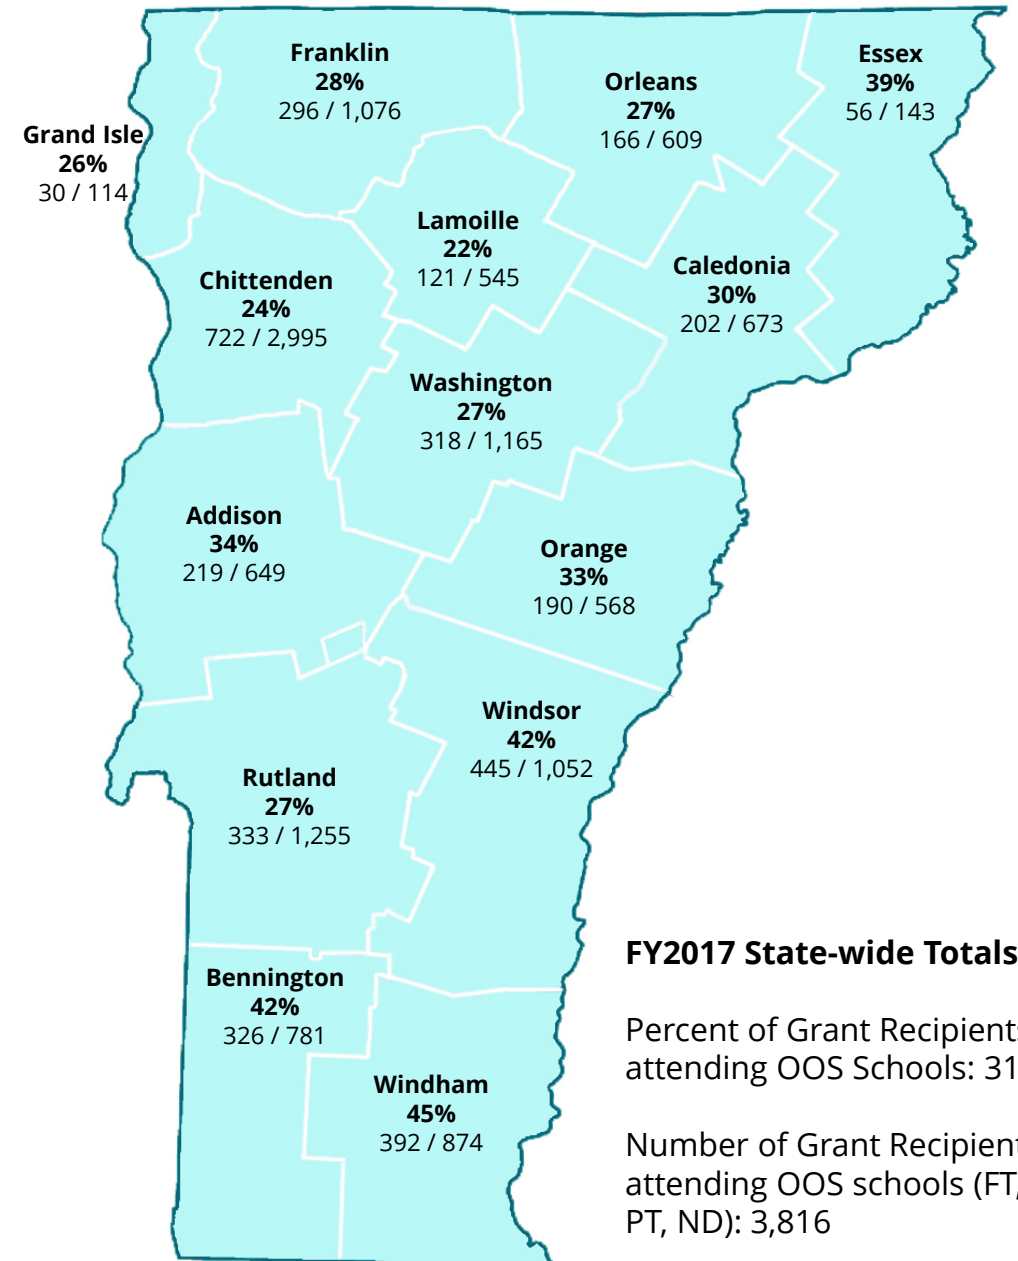 Franklin
28%
296 / 1,076
Orleans
27%
166 / 609
Essex
39%
56 / 143
Grand Isle
26%
30 / 114
Lamoille
22%
121 / 545
Caledonia
30%
202 / 673
Chittenden
24%
722 / 2,995
Washington
27%
318 / 1,165
Addison
34%
219 / 649
Orange
33%
190 / 568
Windsor
42%
445 / 1,052
Rutland
27%
333 / 1,255
Bennington
42%
326 / 781
Windham
45%
392 / 874
FY2017 State-wide Totals
Percent of Grant Recipients
attending OOS Schools: 31
Number of Grant Recipient
attending OOS schools (FT,
PT, ND): 3,816